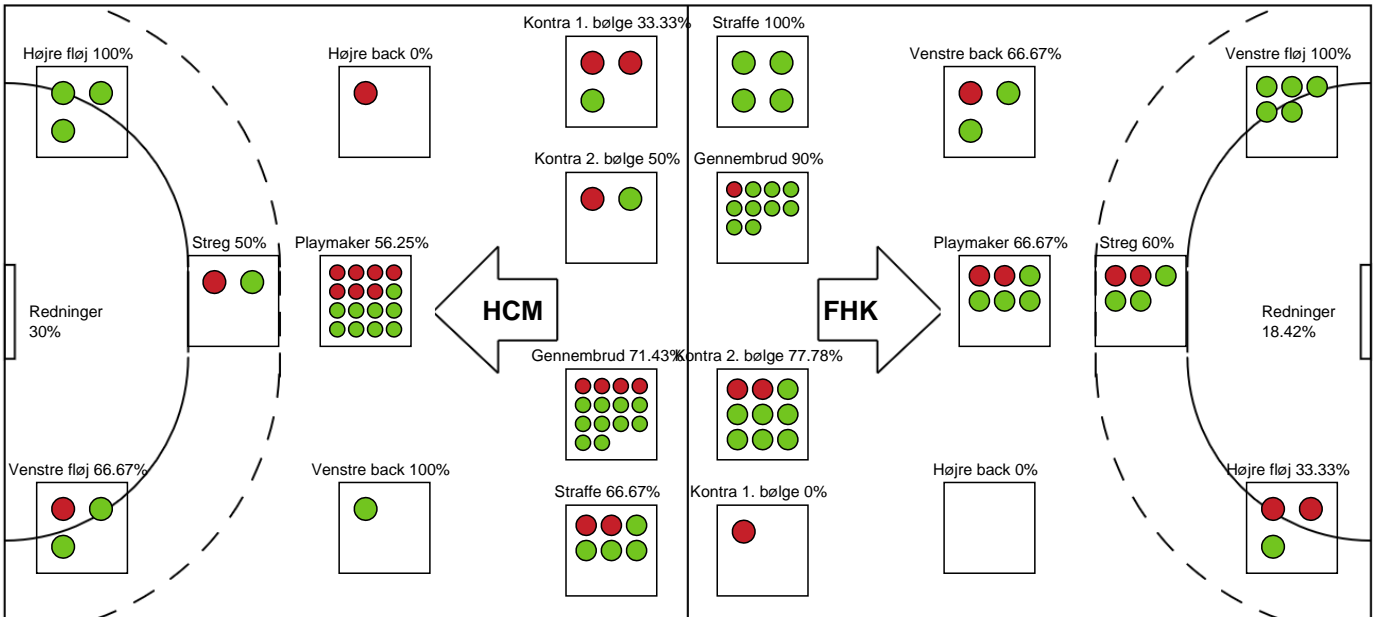 Kontra 1. bølge 33.33%
Straffe 100%
Højre fløj 100%
Højre back 0%
Venstre back 66.67%
Venstre fløj 100%
Kontra 2. bølge 50%
Gennembrud 90%
Streg 50%
Playmaker 56.25%
Playmaker 66.67%
Streg 60%
Redninger
30%
HCM
FHK
Redninger
18.42%
Gennembrud 71.43%
Kontra 2. bølge 77.78%
Venstre fløj 66.67%
Venstre back 100%
Højre back 0%
Højre fløj 33.33%
Straffe 66.67%
Kontra 1. bølge 0%